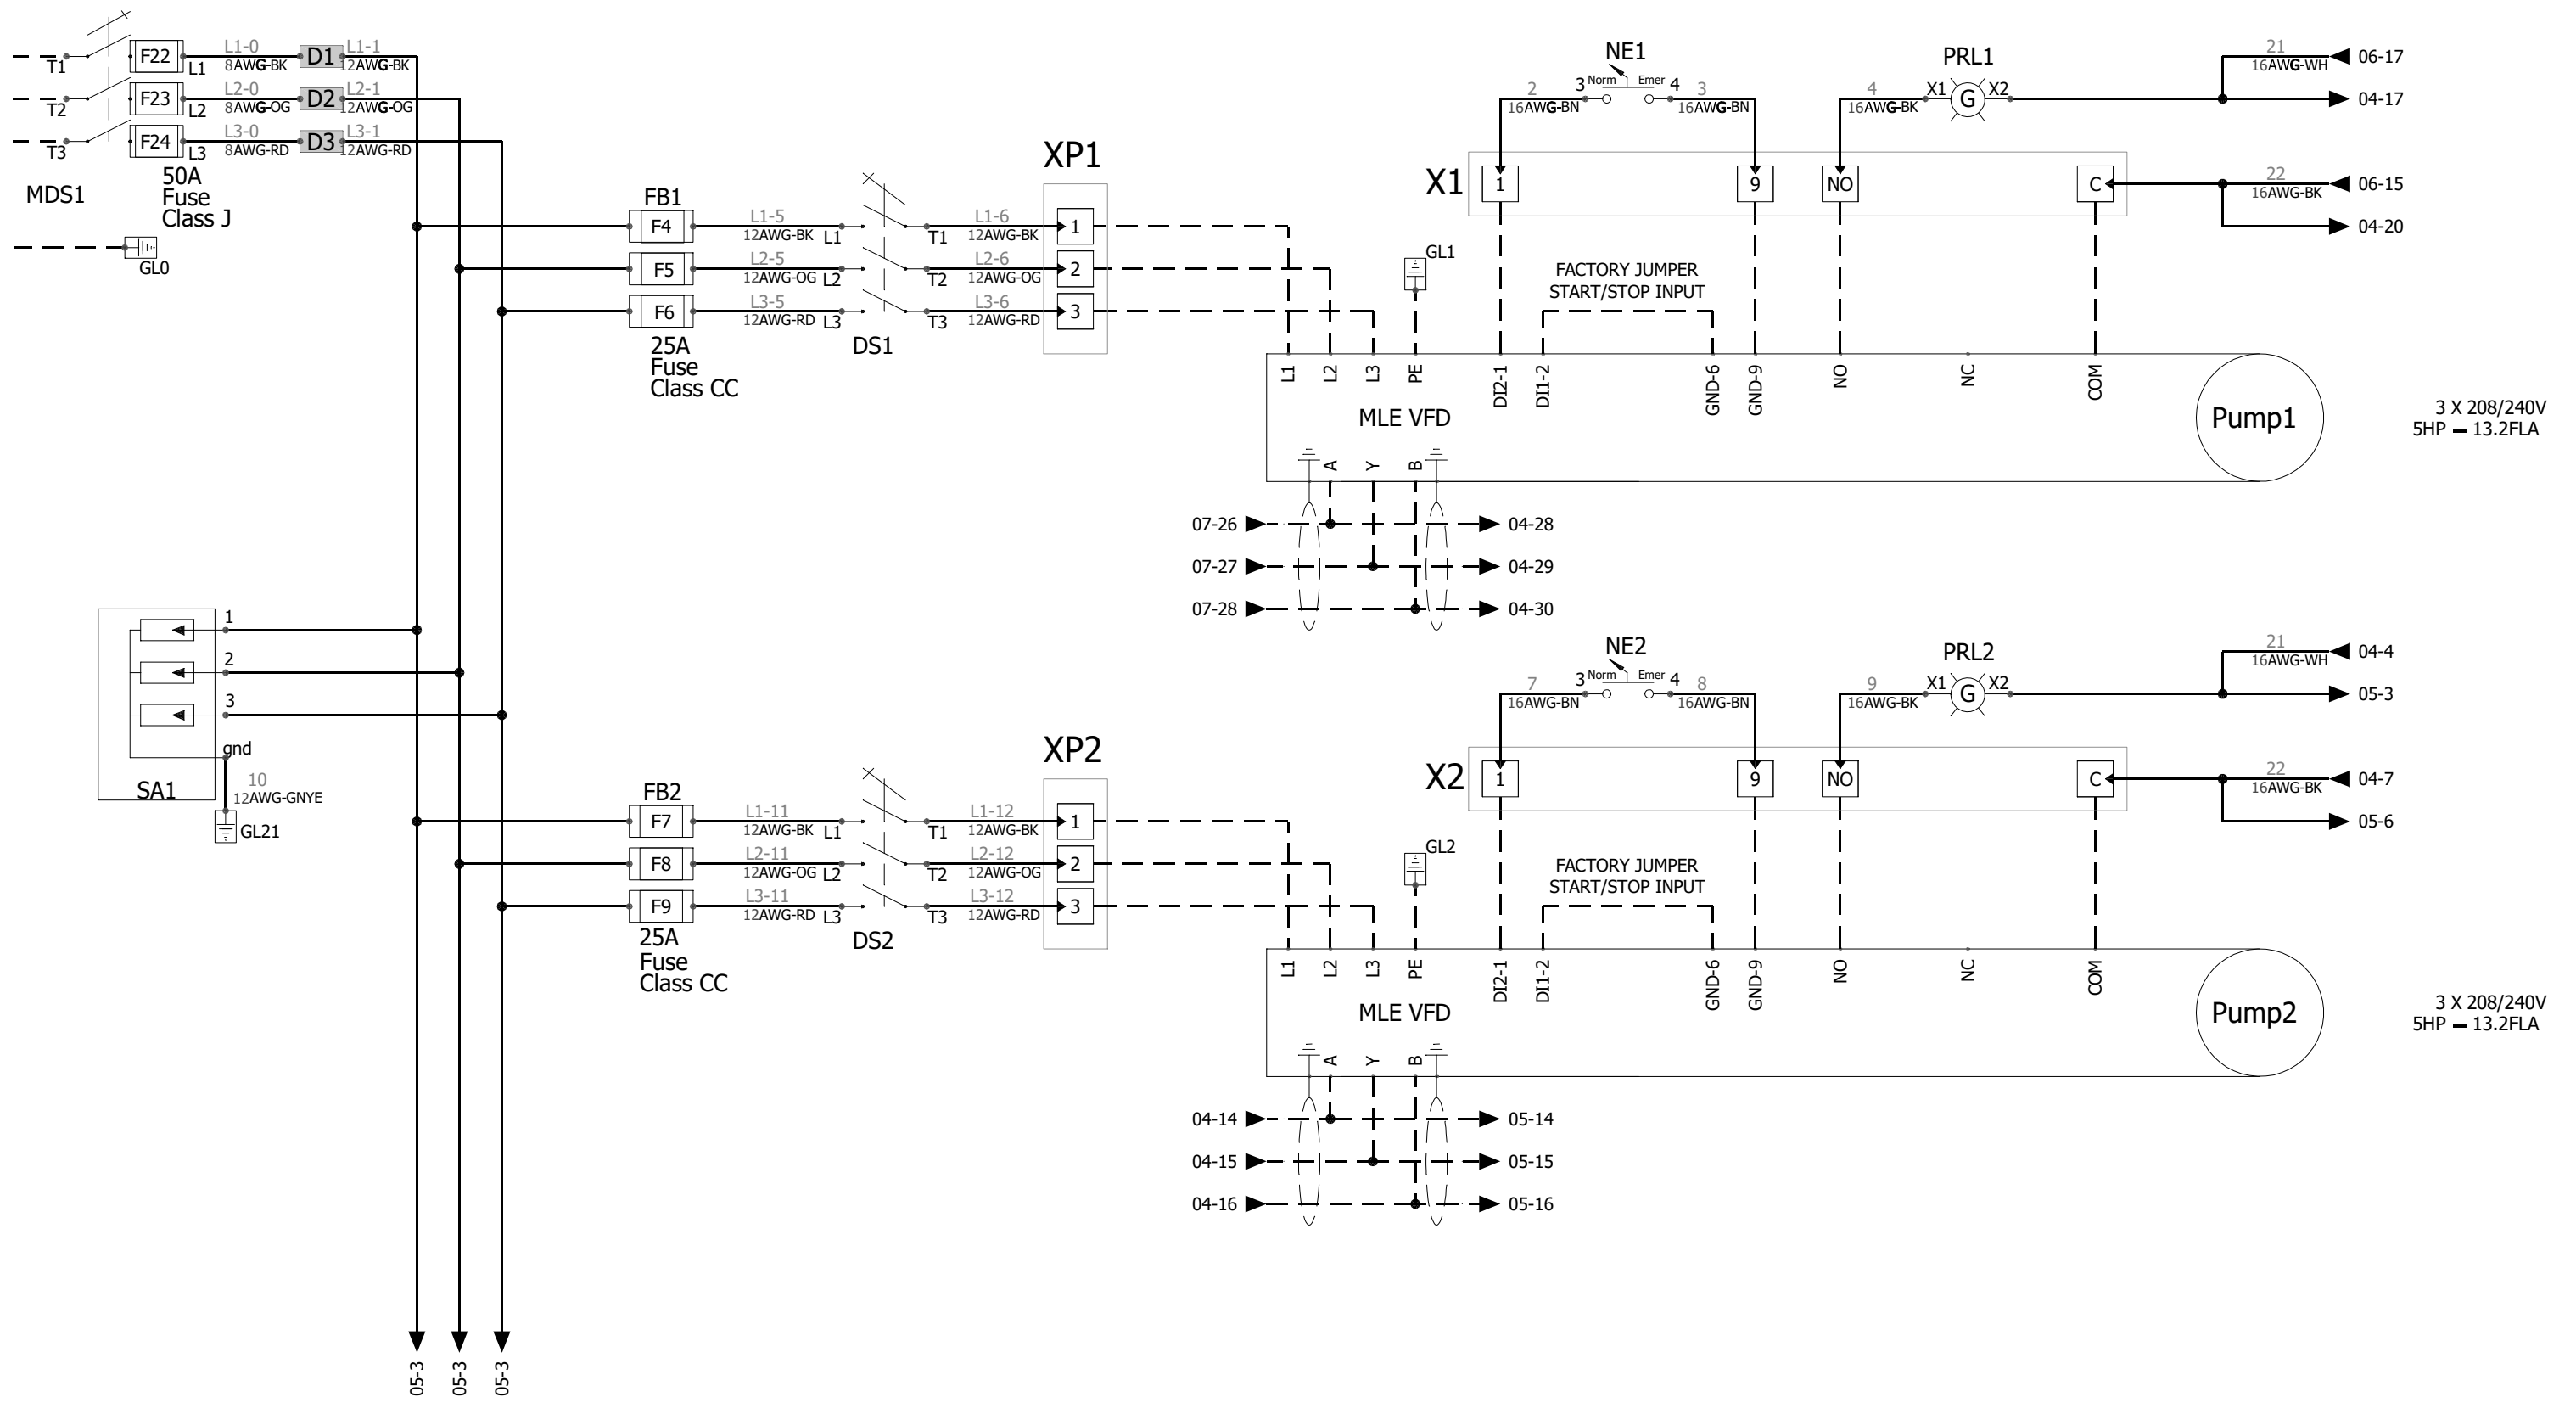 T1
F22
L1
L1-0
8AWG-BK
D1
L1-1
12AWG-BK
T2
F23
L2
L2-0
8AWG-OG
D2
L2-1
12AWG-OG
T3
F24
L3
L3-0
8AWG-RD
D3
L3-1
12AWG-RD
MDS1
50A
Fuse
Class J
GL0
FB1
F4
L1-5
12AWG-BK
L1
T1
L1-6
12AWG-BK
F5
L2-5
12AWG-OG
L2
T2
L2-6
12AWG-OG
F6
L3-5
12AWG-RD
L3
T3
L3-6
12AWG-RD
25A
Fuse
Class CC
DS1
XP1
1
2
3
NE1
2
16AWG-BN
3
Norm
Emer
4
3
16AWG-BN
PRL1
4
16AWG-BK
X1
G
X2
21
16AWG-WH
06-17
04-17
X1
1
9
NO
C
22
16AWG-BK
06-15
04-20
GL1
FACTORY JUMPER
START/STOP INPUT
L1
L2
L3
PE
DI2-1
DI1-2
GND-6
GND-9
NO
NC
COM
MLE VFD
Pump1
3 X 208/240V
5HP - 13.2FLA
A
Y
B
07-26
04-28
07-27
04-29
07-28
04-30
1
2
3
gnd
SA1
10
12AWG-GNYE
GL21
FB2
F7
L1-11
12AWG-BK
L1
T1
L1-12
12AWG-BK
F8
L2-11
12AWG-OG
L2
T2
L2-12
12AWG-OG
F9
L3-11
12AWG-RD
L3
T3
L3-12
12AWG-RD
25A
Fuse
Class CC
DS2
XP2
1
2
3
NE2
7
16AWG-BN
3
Norm
Emer
4
8
16AWG-BN
PRL2
9
16AWG-BK
X1
G
X2
21
16AWG-WH
04-4
05-3
X2
1
9
NO
C
22
16AWG-BK
04-7
05-6
GL2
FACTORY JUMPER
START/STOP INPUT
L1
L2
L3
PE
DI2-1
DI1-2
GND-6
GND-9
NO
NC
COM
MLE VFD
Pump2
3 X 208/240V
5HP - 13.2FLA
A
Y
B
04-14
05-14
04-15
05-15
04-16
05-16
05-3
05-3
05-3